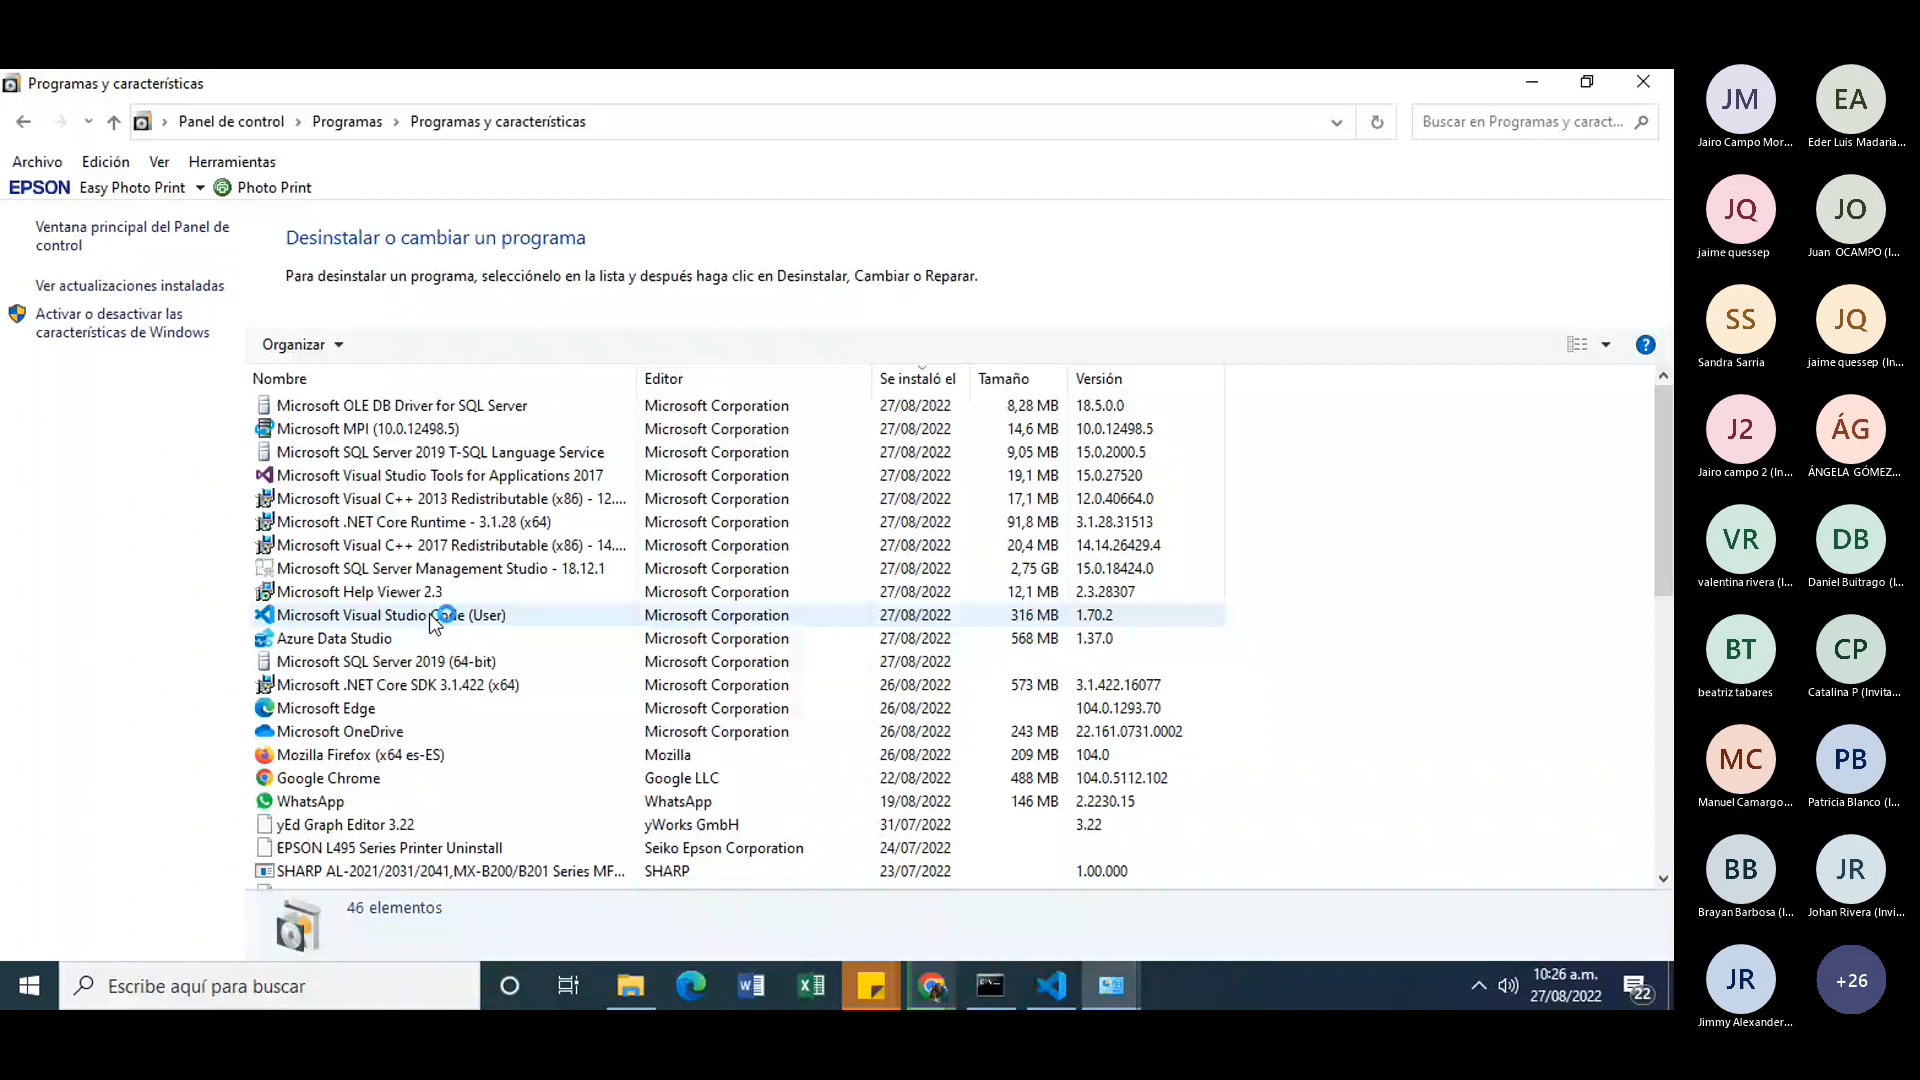 Programas y características
Panel de control > Programas > Programas y características
Buscar en Programas y caract...
Archivo Edición Ver Herramientas
EPSON Easy Photo Print Photo Print
Ventana principal del Panel de
control
Ver actualizaciones instaladas
Activar o desactivar las
características de Windows
Desinstalar o cambiar un programa
Para desinstalar un programa, selecciónelo en la lista y después haga clic en Desinstalar, Cambiar o Reparar.
Organizar
Nombre Editor Se instaló el Tamaño Versión
Microsoft OLE DB Driver for SQL Server Microsoft Corporation 27/08/2022 8,28 MB 18.5.0.0
Microsoft MPI (10.0.12498.5) Microsoft Corporation 27/08/2022 14,6 MB 10.0.12498.5
Microsoft SQL Server 2019 T-SQL Language Service Microsoft Corporation 27/08/2022 9,05 MB 15.0.2000.5
Microsoft Visual Studio Tools for Applications 2017 Microsoft Corporation 27/08/2022 19,1 MB 15.0.27520
Microsoft Visual C++ 2013 Redistributable (x86) - 12.... Microsoft Corporation 27/08/2022 17,1 MB 12.0.40664.0
Microsoft .NET Core Runtime - 3.1.28 (x64) Microsoft Corporation 27/08/2022 91,8 MB 3.1.28.31513
Microsoft Visual C++ 2017 Redistributable (x86) - 14.... Microsoft Corporation 27/08/2022 20,4 MB 14.14.26429.4
Microsoft SQL Server Management Studio - 18.12.1 Microsoft Corporation 27/08/2022 2,75 GB 15.0.18424.0
Microsoft Help Viewer 2.3 Microsoft Corporation 27/08/2022 12,1 MB 2.3.28307
Microsoft Visual Studio Code (User) Microsoft Corporation 27/08/2022 316 MB 1.70.2
Azure Data Studio Microsoft Corporation 27/08/2022 568 MB 1.37.0
Microsoft SQL Server 2019 (64-bit) Microsoft Corporation 27/08/2022
Microsoft .NET Core SDK 3.1.422 (x64) Microsoft Corporation 26/08/2022 573 MB 3.1.422.16077
Microsoft Edge Microsoft Corporation 26/08/2022 104.0.1293.70
Microsoft OneDrive Microsoft Corporation 26/08/2022 243 MB 22.161.0731.0002
Mozilla Firefox (x64 es-ES) Mozilla 26/08/2022 209 MB 104.0
Google Chrome Google LLC 22/08/2022 488 MB 104.0.5112.102
WhatsApp WhatsApp 19/08/2022 146 MB 2.2230.15
yEd Graph Editor 3.22 yWorks GmbH 31/07/2022 3.22
EPSON L495 Series Printer Uninstall Seiko Epson Corporation 24/07/2022
SHARP AL-2021/2031/2041,MX-B200/B201 Series MF... SHARP 23/07/2022 1.00.000
46 elementos
Escribe aquí para buscar
10:26 a.m.
27/08/2022
22
JM EA
Jairo Campo Mor... Eder Luis Madaria...
JQ JO
jaime quessep Juan OCAMPO (I...
SS JQ
Sandra Sarria jaime quessep (In...
J2 ÁG
Jairo campo 2 (In... ÁNGELA GÓMEZ...
VR DB
valentina rivera (I... Daniel Buitrago (I...
BT CP
beatriz tabares Catalina P (Invita...
MC PB
Manuel Camargo... Patricia Blanco (I...
BB JR
Brayan Barbosa (I... Johan Rivera (Invi...
JR +26
Jimmy Alexander...